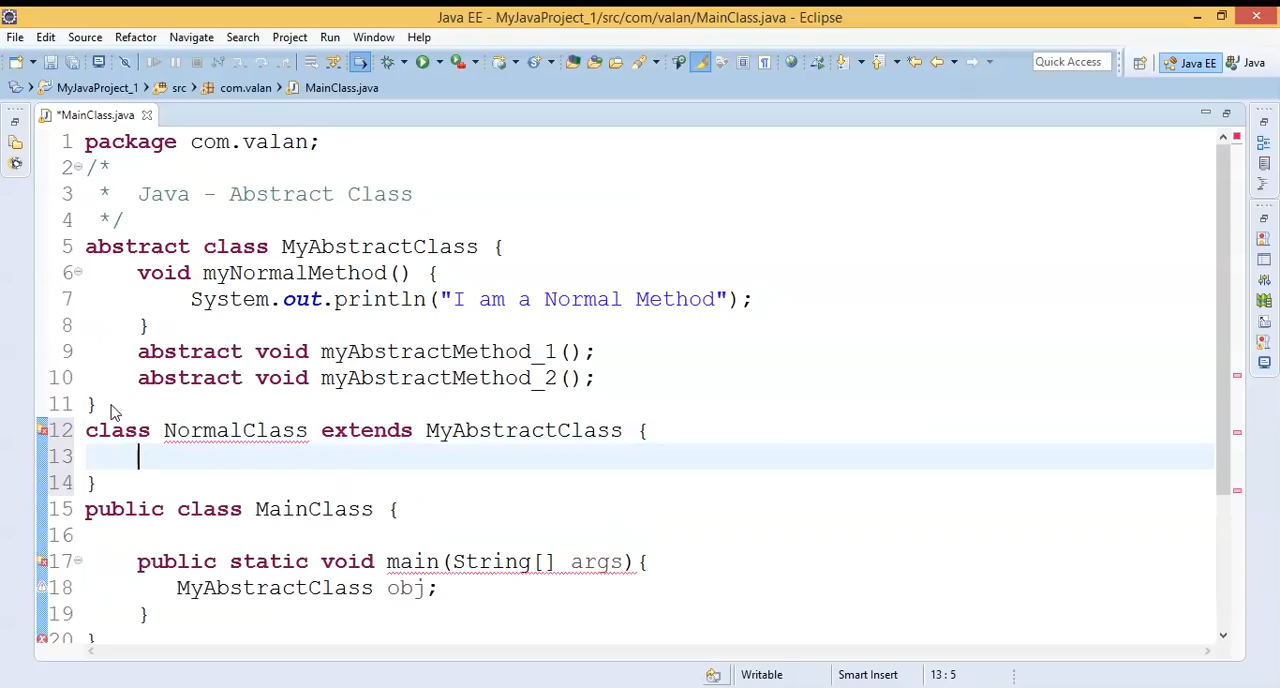 Java EE - MyJavaProject_1/src/com/valan/MainClass.java - Eclipse
File Edit Source Refactor Navigate Search Project Run Window Help
Quick Access Java EE Java
MyJavaProject_1 src com.valan MainClass.java
*MainClass.java
1 package com.valan;
2 /*
3 * Java - Abstract Class
4 */
5 abstract class MyAbstractClass {
6 void myNormalMethod() {
7 System.out.println("I am a Normal Method");
8 }
9 abstract void myAbstractMethod_1();
10 abstract void myAbstractMethod_2();
11 }
12 class NormalClass extends MyAbstractClass {
13
14 }
15 public class MainClass {
16
17 public static void main(String[] args){
18 MyAbstractClass obj;
19 }
20 }
Writable Smart Insert 13 : 5